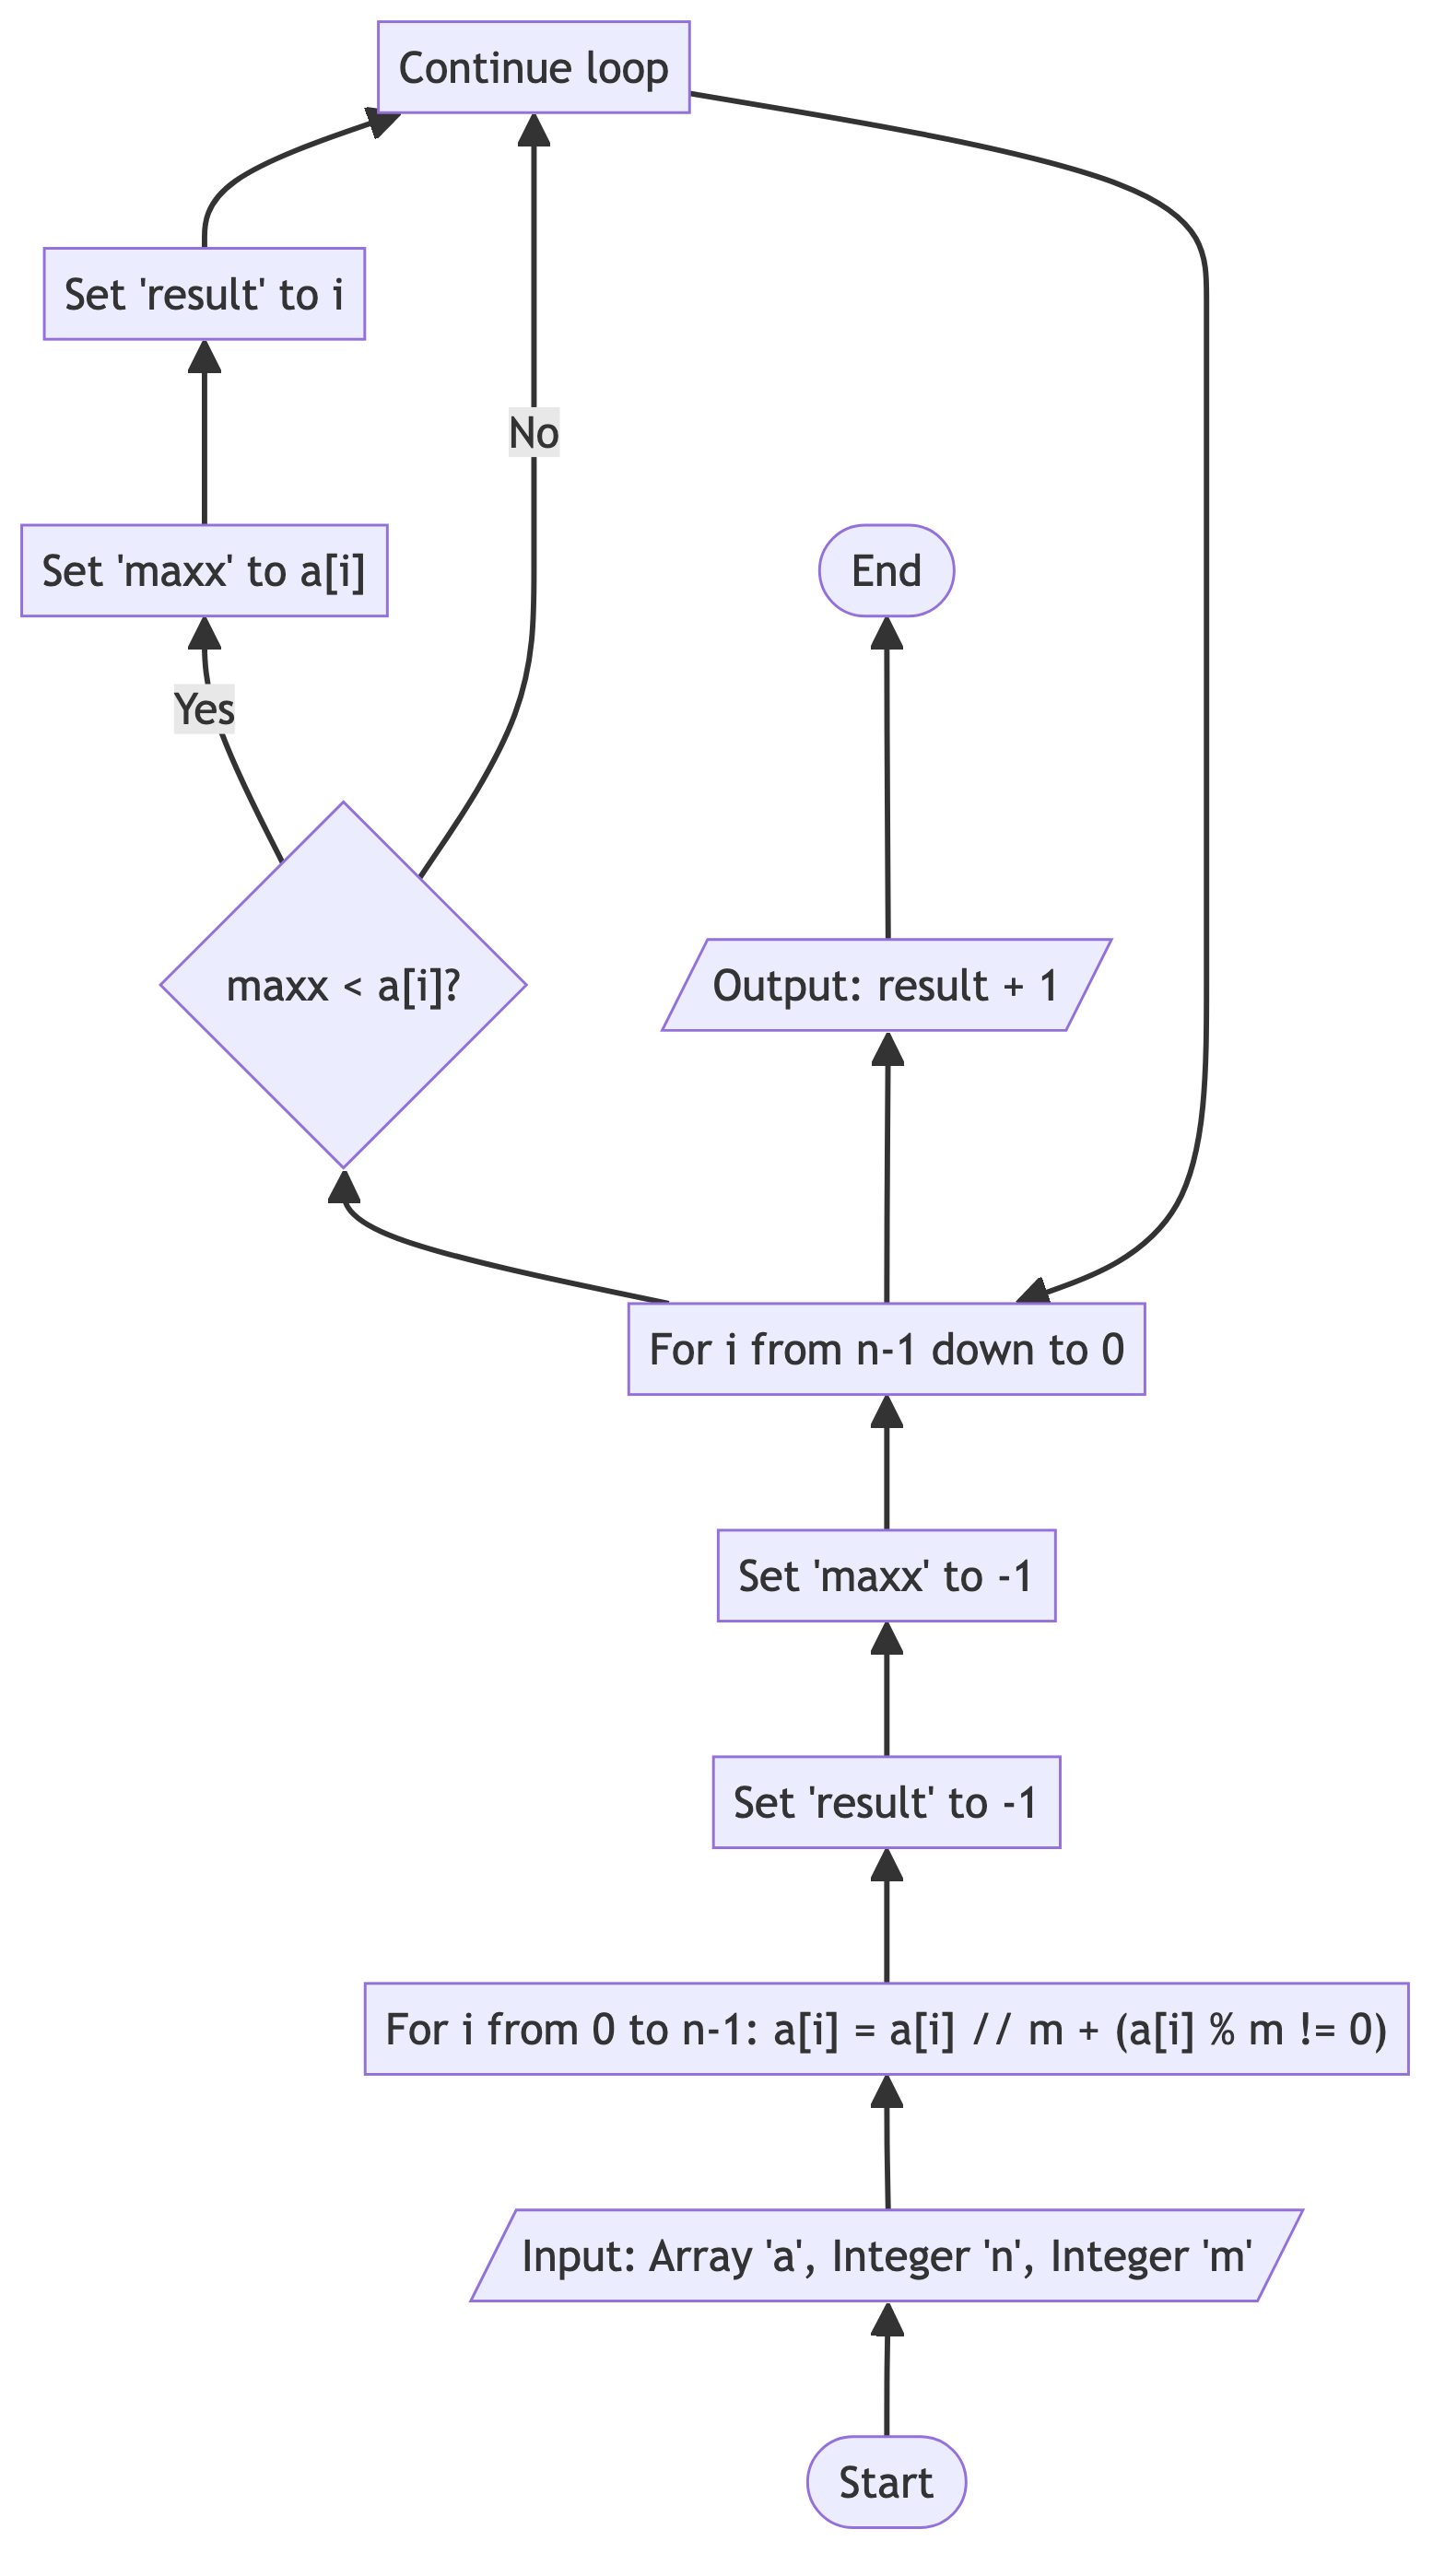 Continue loop
Set 'result' to i
No
Set 'maxx' to a[i]
End
Yes
maxx < a[i]?
Output: result + 1
For i from n-1 down to 0
Set 'maxx' to -1
Set 'result' to -1
For i from 0 to n-1: a[i] = a[i] // m + (a[i] % m != 0)
Input: Array 'a', Integer 'n', Integer 'm'
Start